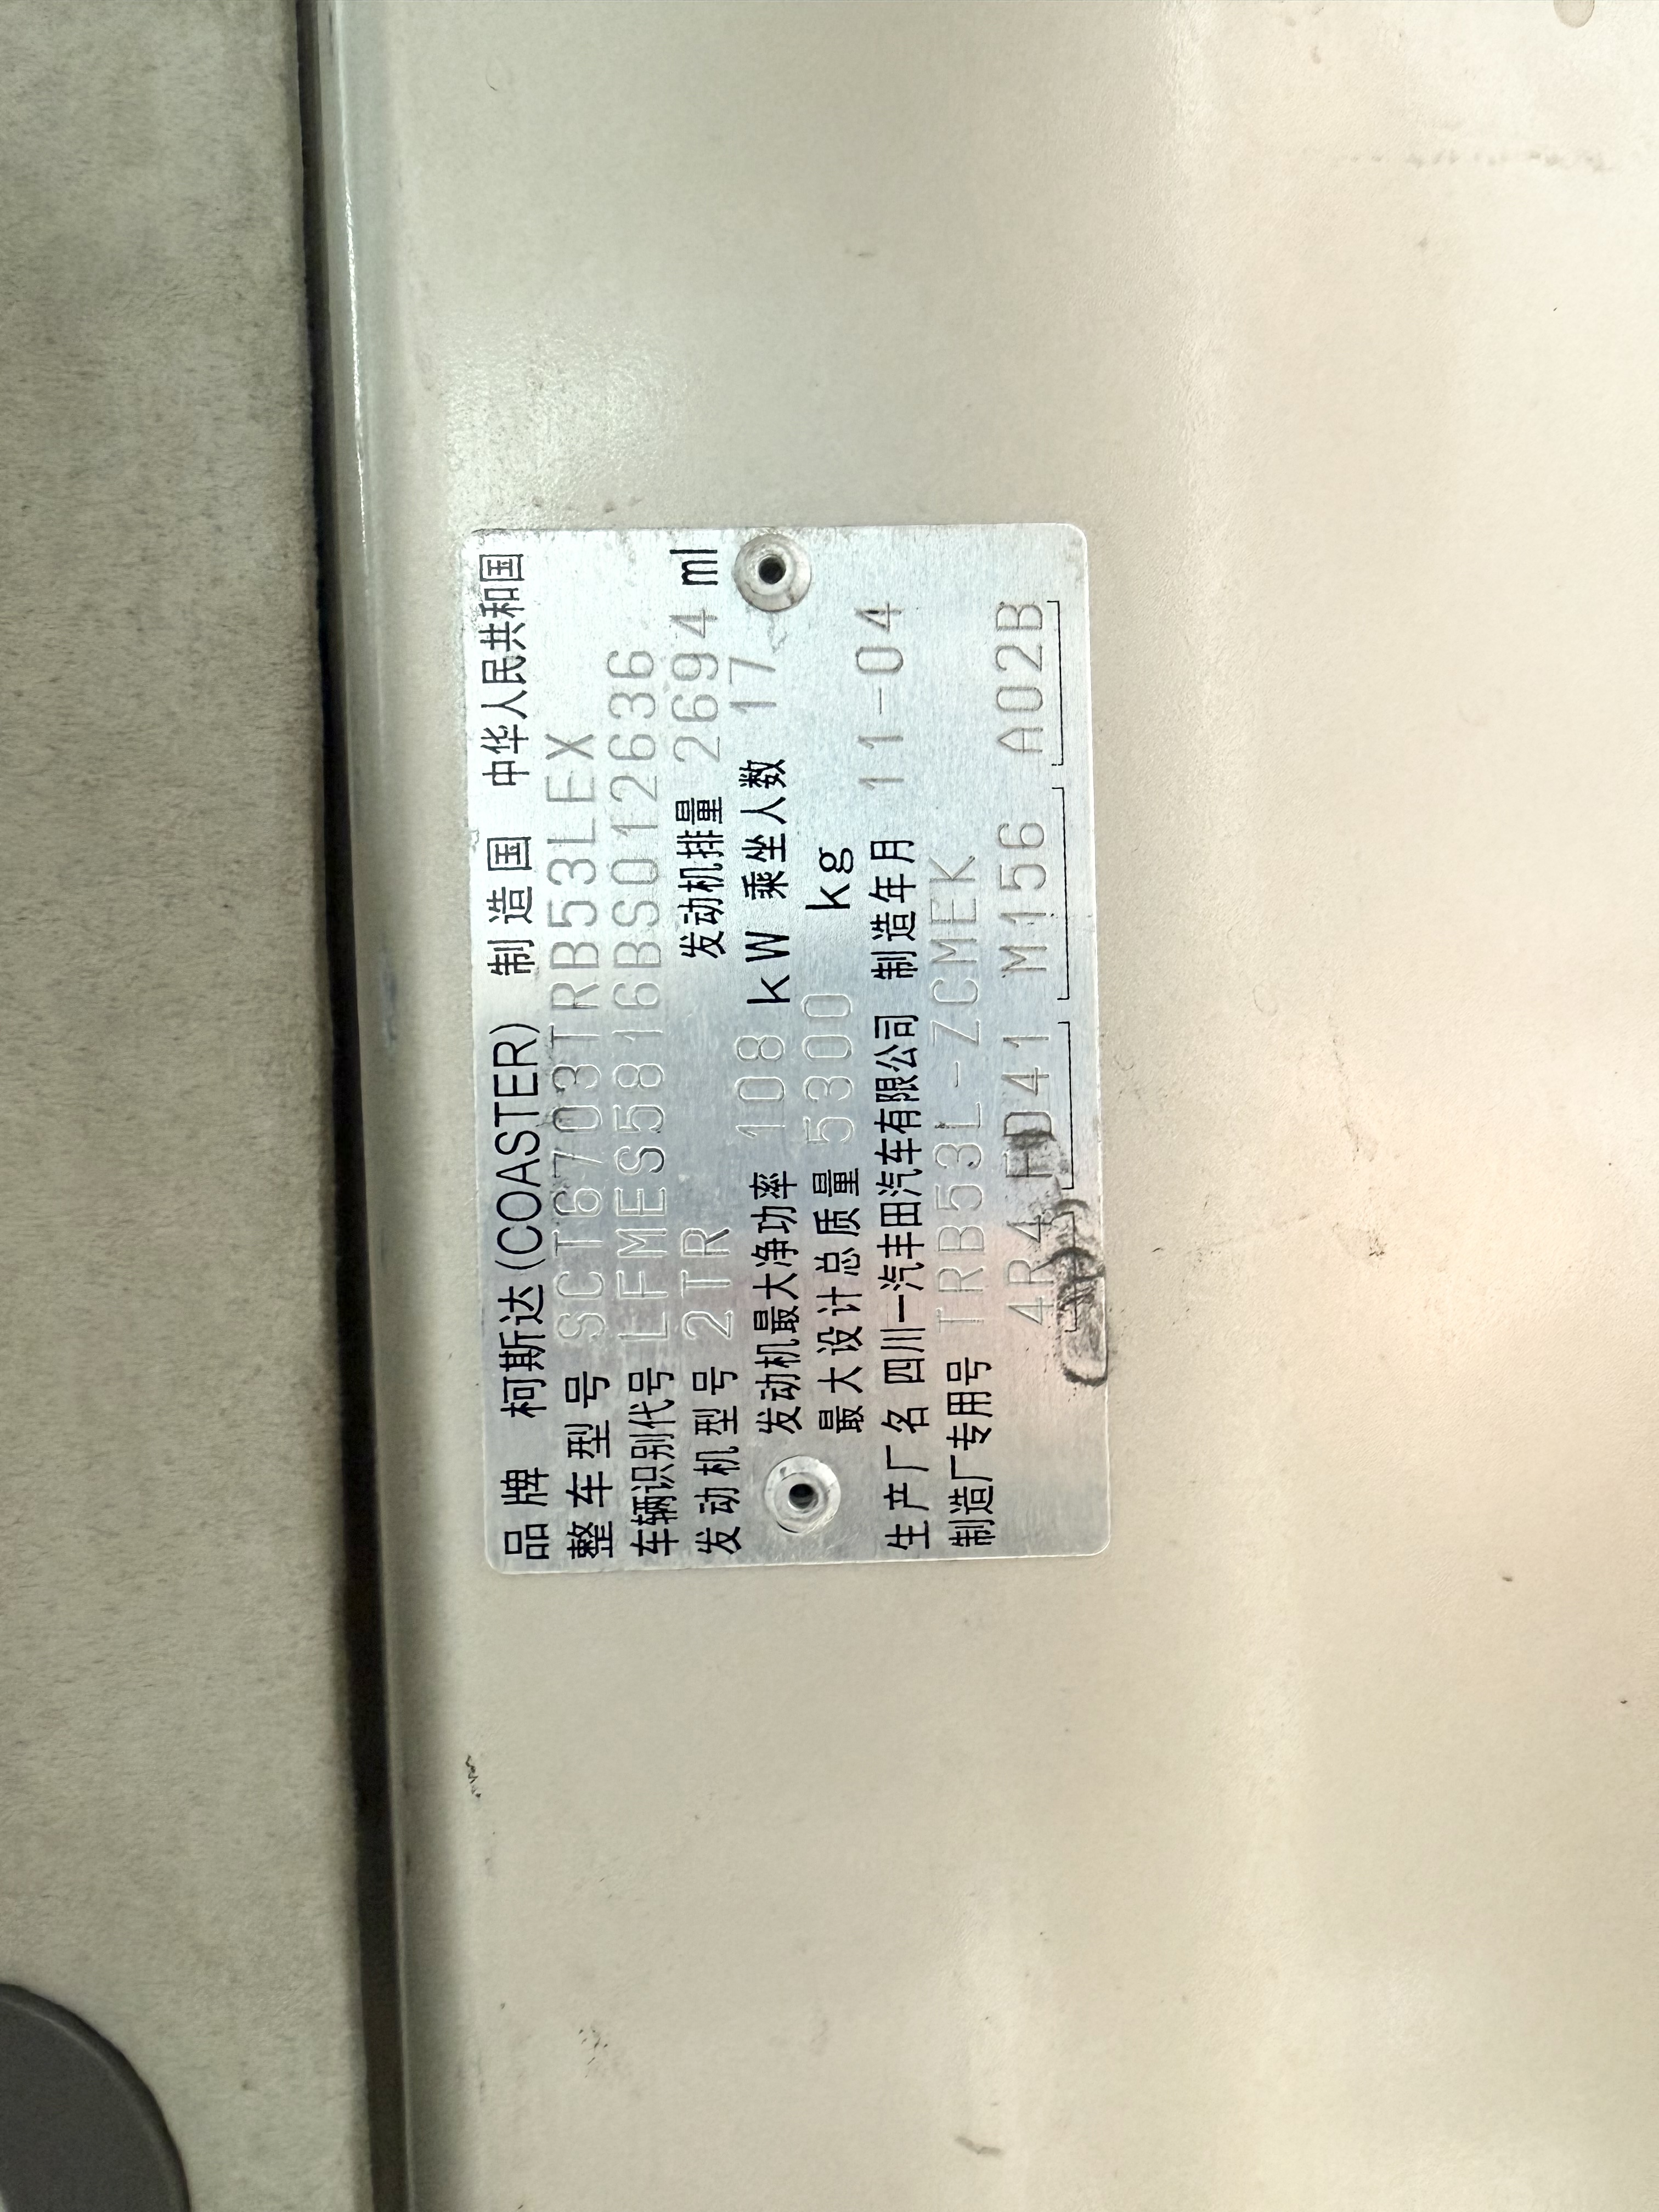 品牌 柯斯达(COASTER) 制造国 中华人民共和国
整车型号 SCT6703TRB53LEX
车辆识别代号 LFMES5816BS012636
发动机型号 2TR 发动机排量 2694 ml
发动机最大净功率 108 kW 乘坐人数 17
最大设计总质量 5300 kg
生产厂名 四川一汽丰田汽车有限公司 制造年月 11-04
制造厂专用号 TRB53L-ZCMEK
4R4 FD41 M156 A02B